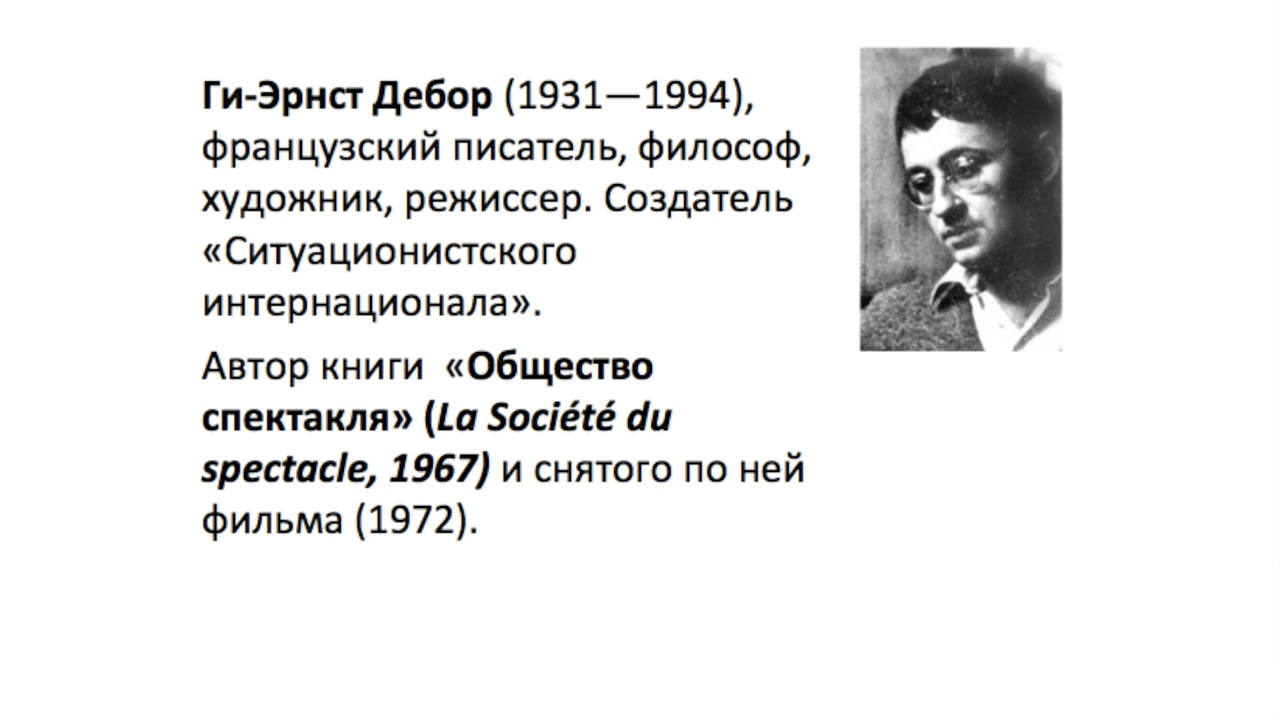 Ги-Эрнст Дебор (1931—1994),
французский писатель, философ,
художник, режиссер. Создатель
«Ситуационистского
интернационала».
Автор книги «Общество
спектакля» (La Société du
spectacle, 1967) и снятого по ней
фильма (1972).